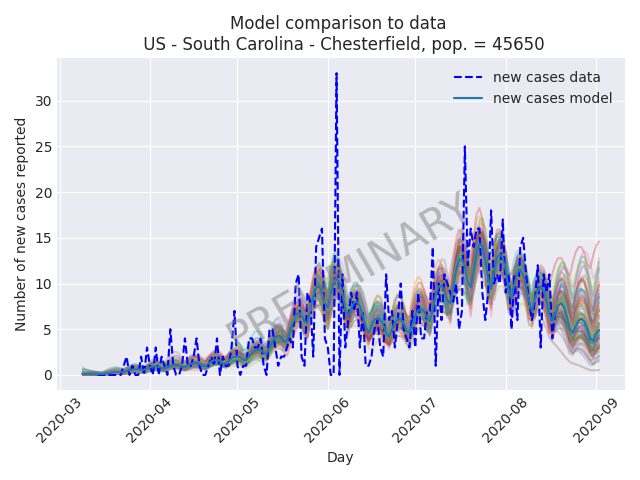 Model comparison to data
US - South Carolina - Chesterfield, pop. = 45650
new cases data
new cases model
PRELIMINARY
Number of new cases reported
30
25
20
15
10
5
0
2020-03
2020-04
2020-05
2020-06
2020-07
2020-08
2020-09
Day